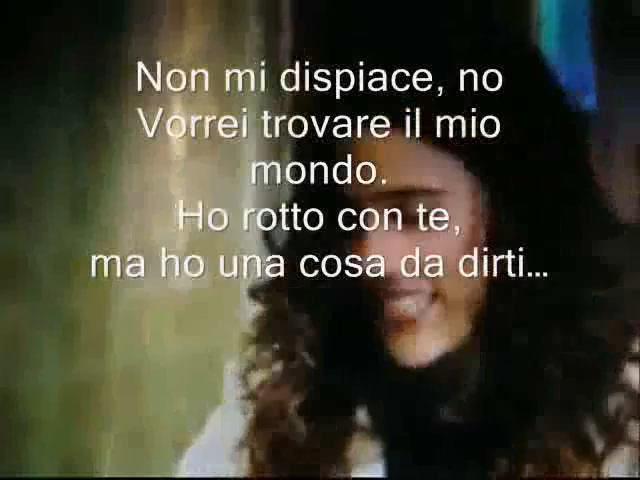 Non mi dispiace, no
Vorrei trovare il mio
mondo.
Ho rotto con te,
ma ho una cosa da dirti...